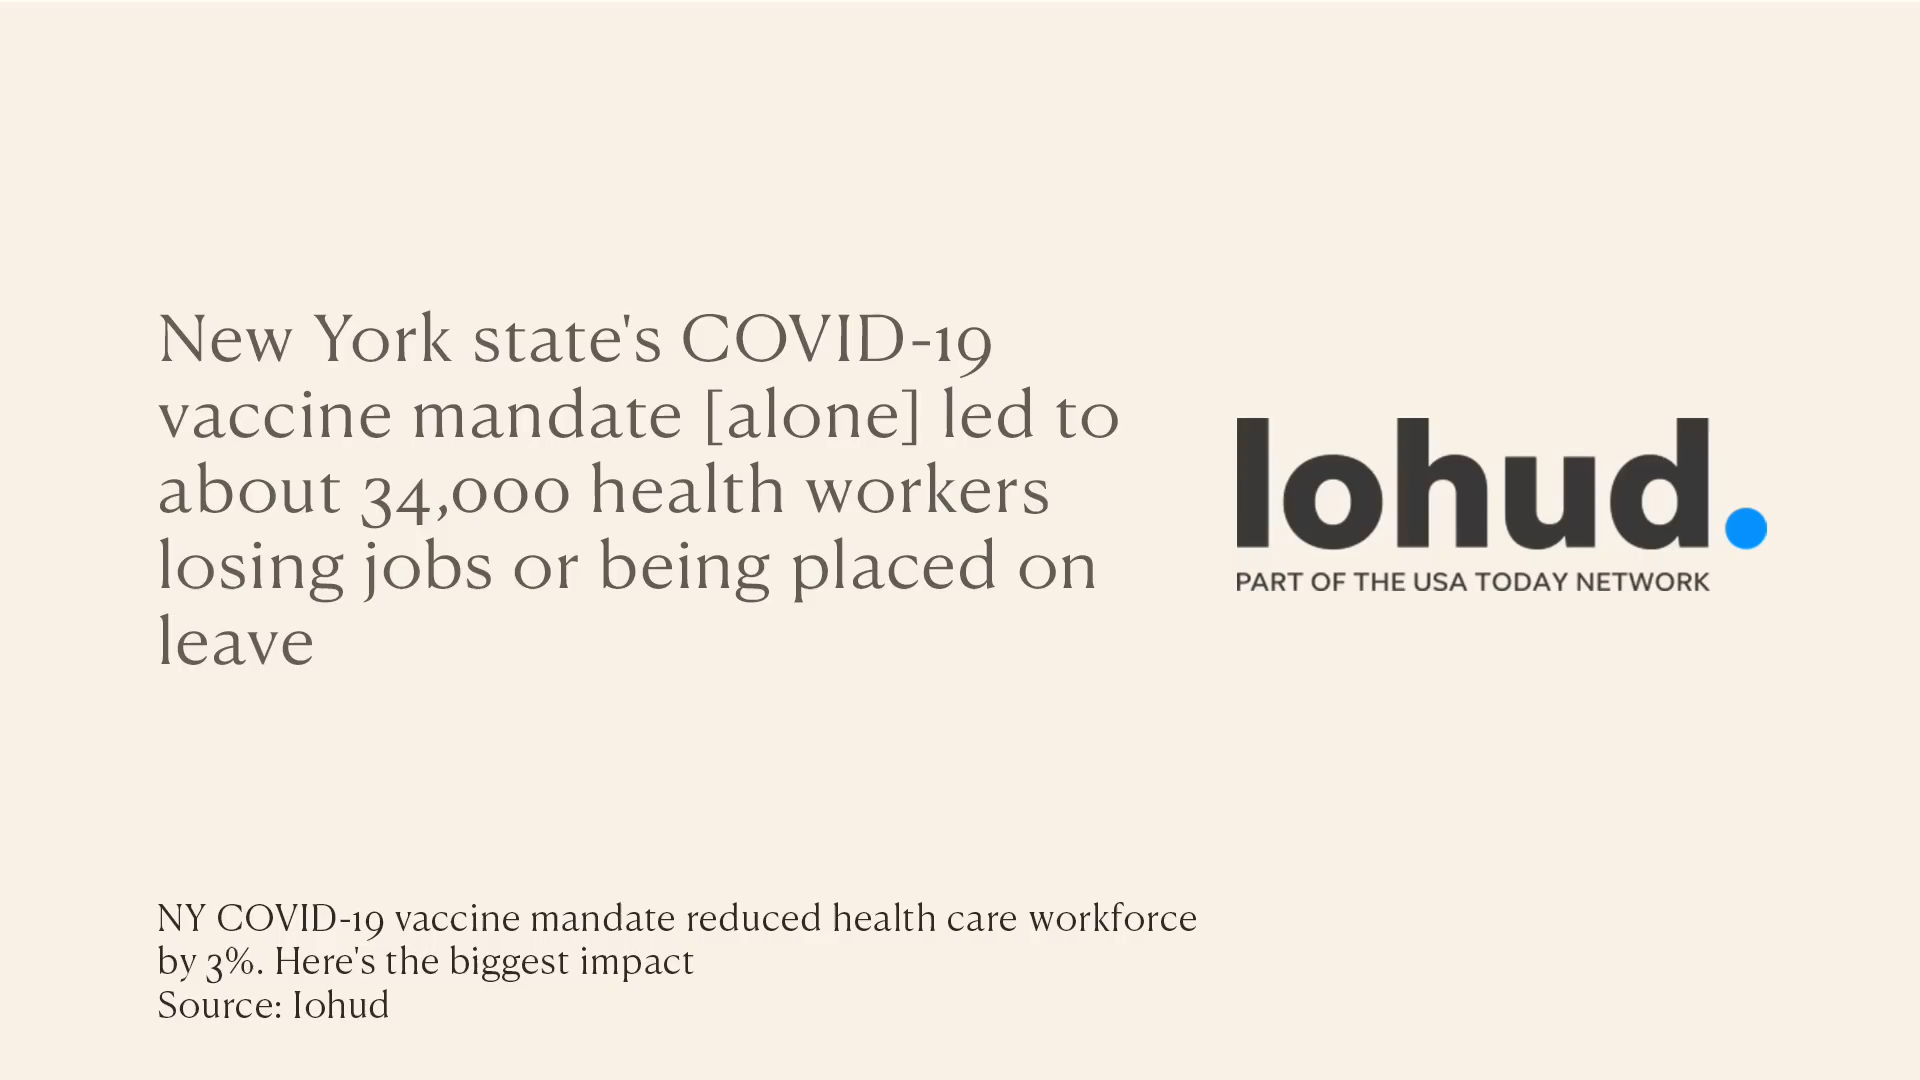 New York state's COVID-19
vaccine mandate [alone] led to
about 34,000 health workers
losing jobs or being placed on
leave
lohud.
PART OF THE USA TODAY NETWORK
NY COVID-19 vaccine mandate reduced health care workforce
by 3%. Here's the biggest impact
Source: Iohud